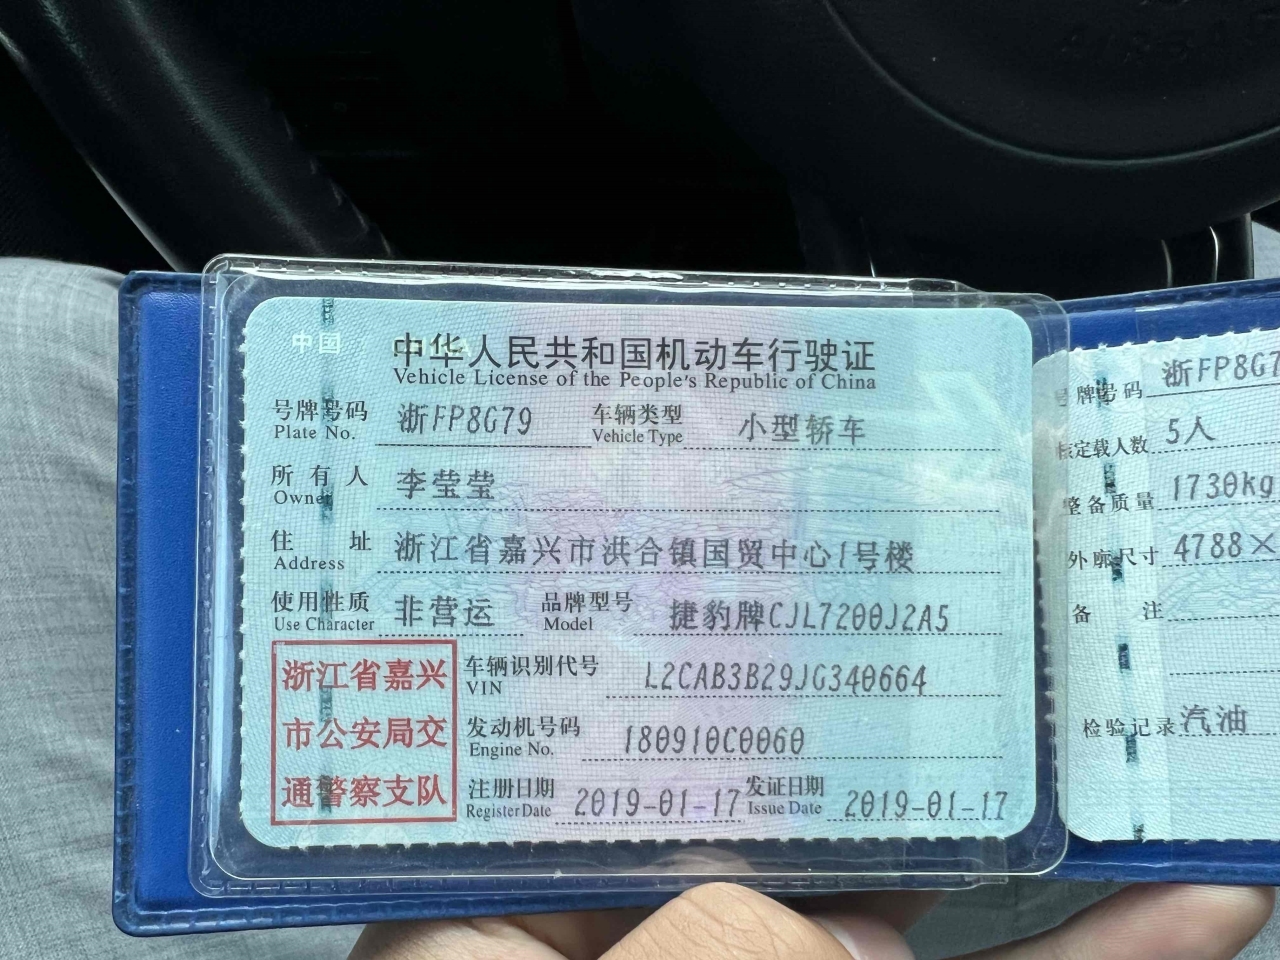 中国
中华人民共和国机动车行驶证
Vehicle License of the People's Republic of China
号牌号码 浙FP8G79 车辆类型 小型轿车
Plate No. Vehicle Type
所有人 李莹莹
Owner
住址 浙江省嘉兴市洪合镇国贸中心1号楼
Address
使用性质 非营运 品牌型号 捷豹牌CJL7200J2A5
Use Character Model
浙江省嘉兴
市公安局交
通警察支队
车辆识别代号 L2CAB3B29JG340664
VIN
发动机号码 180910C0060
Engine No.
注册日期 2019-01-17 发证日期 2019-01-17
Register Date Issue Date
号牌号码 浙FP8G7
核定载人数 5人
整备质量 1730kg
外廓尺寸 4788×
备注
检验记录 汽油